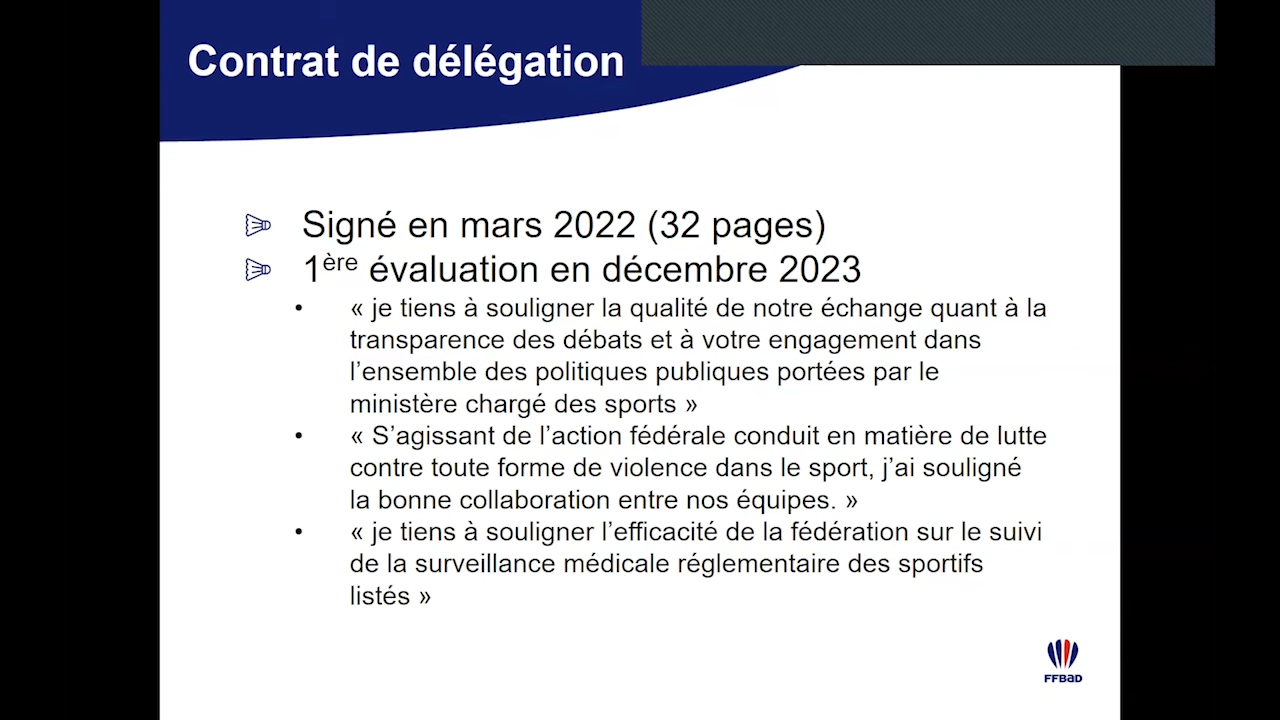 Contrat de délégation
Signé en mars 2022 (32 pages)
1ère évaluation en décembre 2023
• « je tiens à souligner la qualité de notre échange quant à la
transparence des débats et à votre engagement dans
l’ensemble des politiques publiques portées par le
ministère chargé des sports »
• « S’agissant de l’action fédérale conduit en matière de lutte
contre toute forme de violence dans le sport, j’ai souligné
la bonne collaboration entre nos équipes. »
• « je tiens à souligner l’efficacité de la fédération sur le suivi
de la surveillance médicale réglementaire des sportifs
listés »
FFBaD